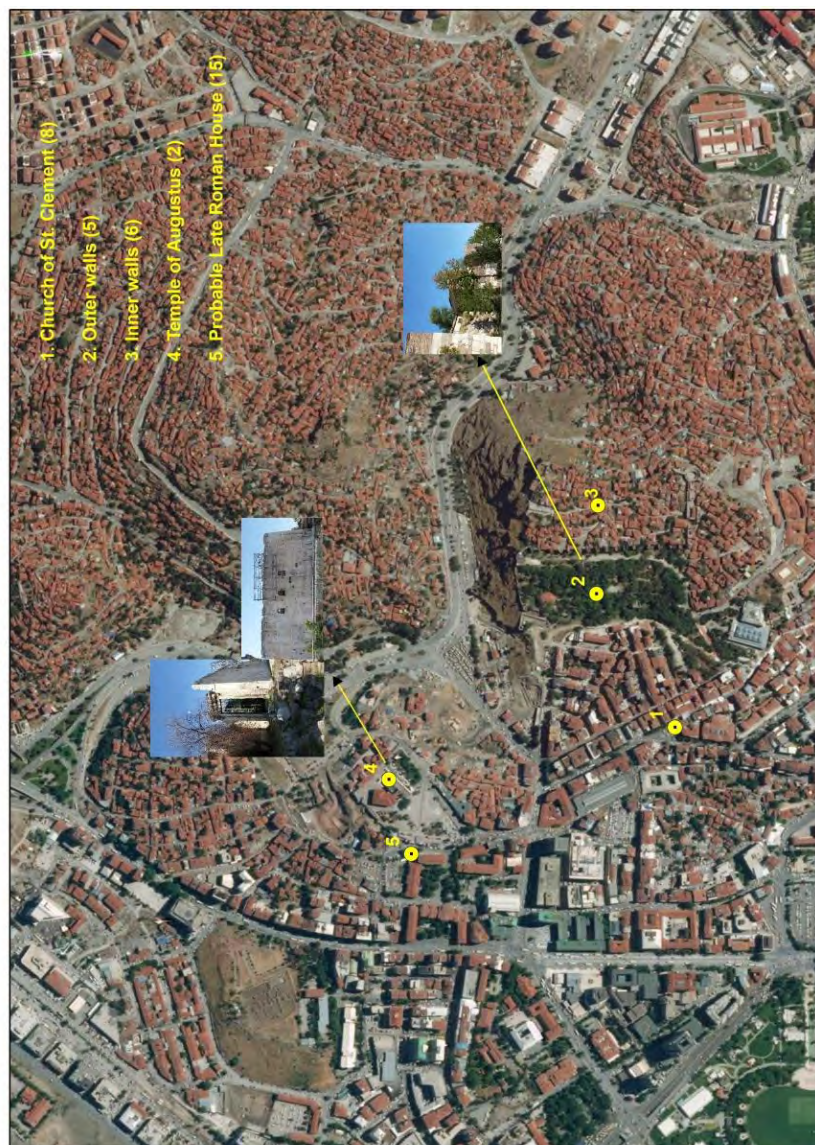 1. Church of St. Clement (8)
2. Outer walls (5)
3. Inner walls (6)
4. Temple of Augustus (2)
5. Probable Late Roman House (15)
5
4
1
2
3